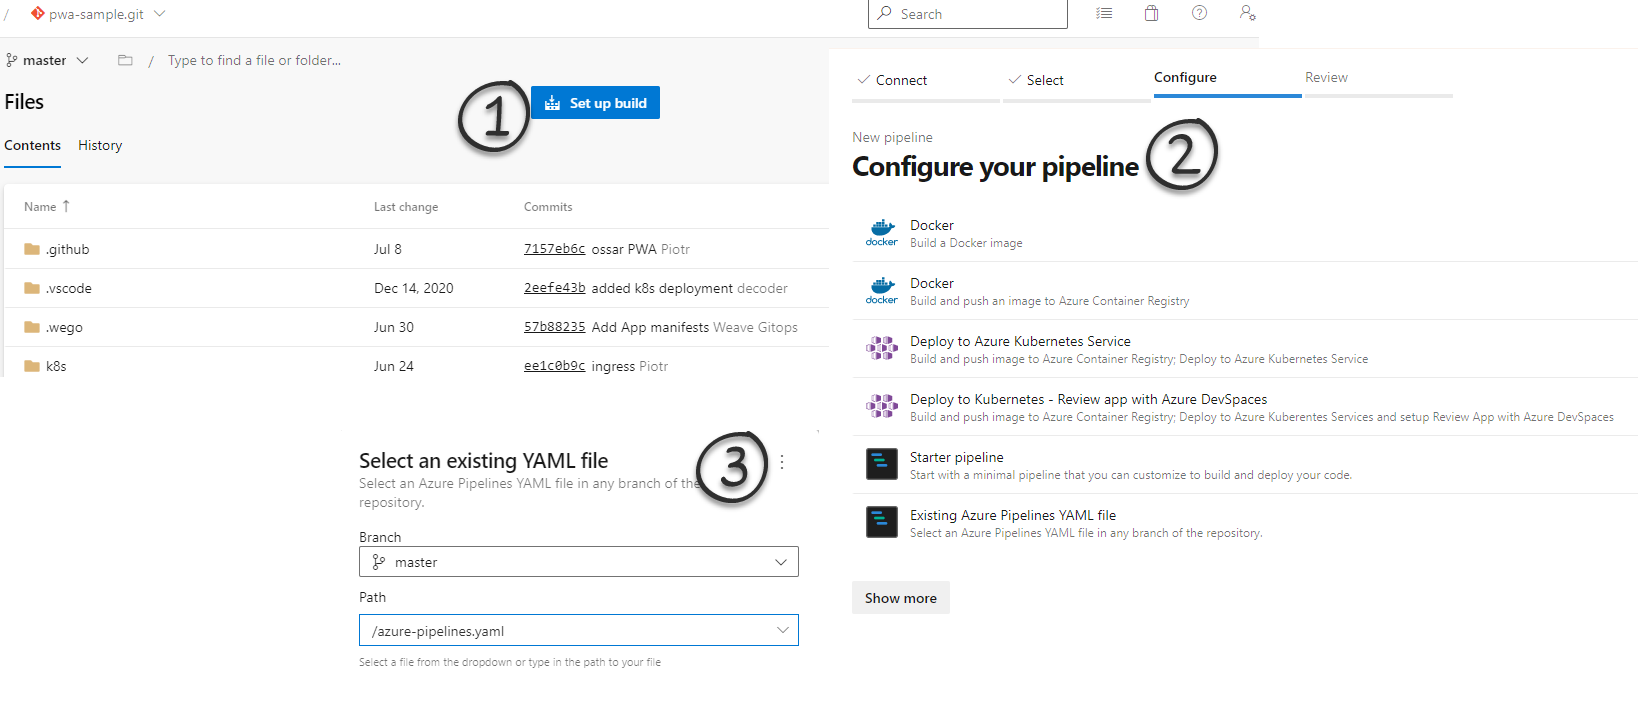 / pwa-sample.git
Search
master / Type to find a file or folder...
Files
1
Set up build
Contents History
Name ↑ Last change Commits
.github Jul 8 7157eb6c ossar PWA Piotr
.vscode Dec 14, 2020 2eefe43b added k8s deployment decoder
.wego Jun 30 57b88235 Add App manifests Weave Gitops
k8s Jun 24 ee1c0b9c ingress Piotr
Connect Select Configure Review
New pipeline
Configure your pipeline
2
docker
Docker
Build a Docker image
docker
Docker
Build and push an image to Azure Container Registry
Deploy to Azure Kubernetes Service
Build and push image to Azure Container Registry; Deploy to Azure Kubernetes Service
Deploy to Kubernetes - Review app with Azure DevSpaces
Build and push image to Azure Container Registry; Deploy to Azure Kuberentes Services and setup Review App with Azure DevSpaces
Starter pipeline
Start with a minimal pipeline that you can customize to build and deploy your code.
Existing Azure Pipelines YAML file
Select an Azure Pipelines YAML file in any branch of the repository.
Show more
Select an existing YAML file
3
Select an Azure Pipelines YAML file in any branch of the
repository.
Branch
master
Path
/azure-pipelines.yaml
Select a file from the dropdown or type in the path to your file